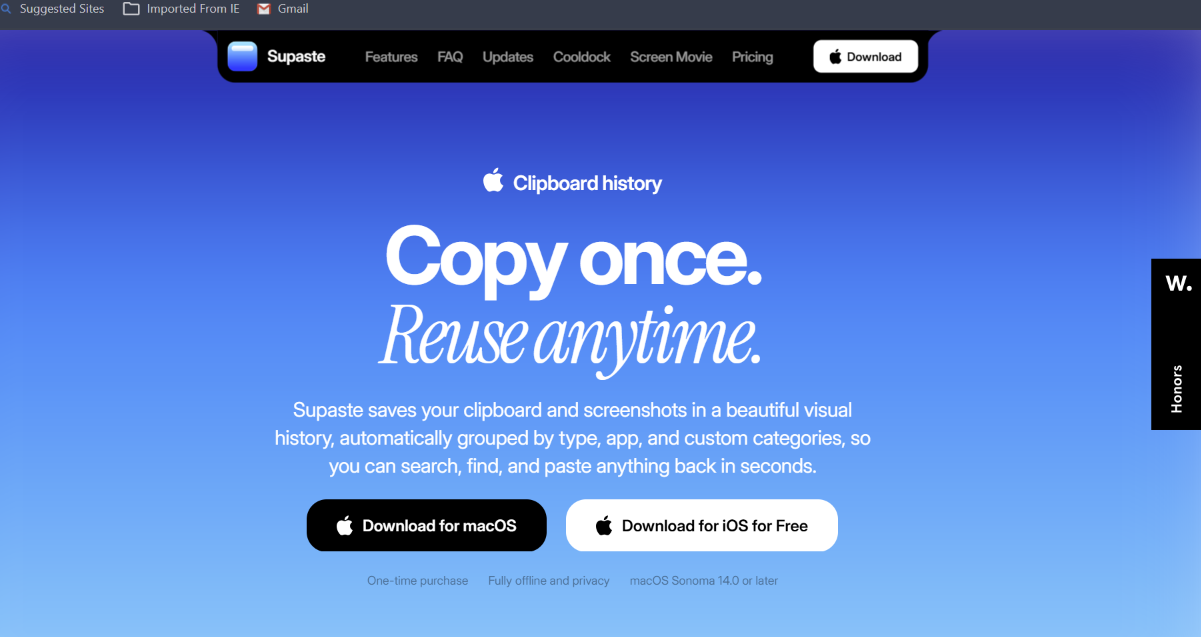 Suggested Sites Imported From IE Gmail
Supaste Features FAQ Updates Cooldock Screen Movie Pricing Download
Clipboard history
Copy once.
Reuse anytime.
Supaste saves your clipboard and screenshots in a beautiful visual
history, automatically grouped by type, app, and custom categories, so
you can search, find, and paste anything back in seconds.
Download for macOS Download for iOS for Free
One-time purchase Fully offline and privacy macOS Sonoma 14.0 or later
W.
Honors